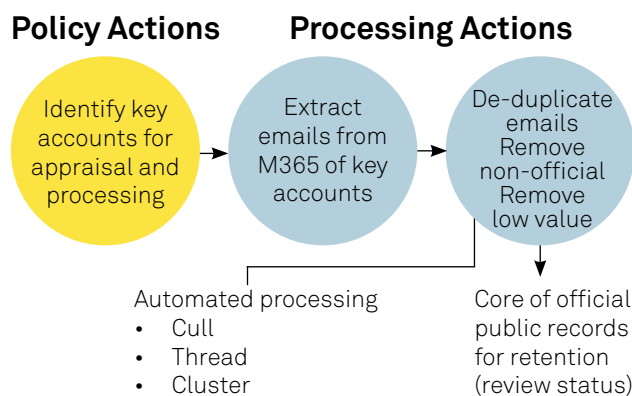 Policy Actions
Processing Actions
Identify key
accounts for
appraisal and
processing
Extract
emails from
M365 of key
accounts
De-duplicate
emails
Remove
non-official
Remove
low value
Automated processing
• Cull
• Thread
• Cluster
Core of official
public records
for retention
(review status)